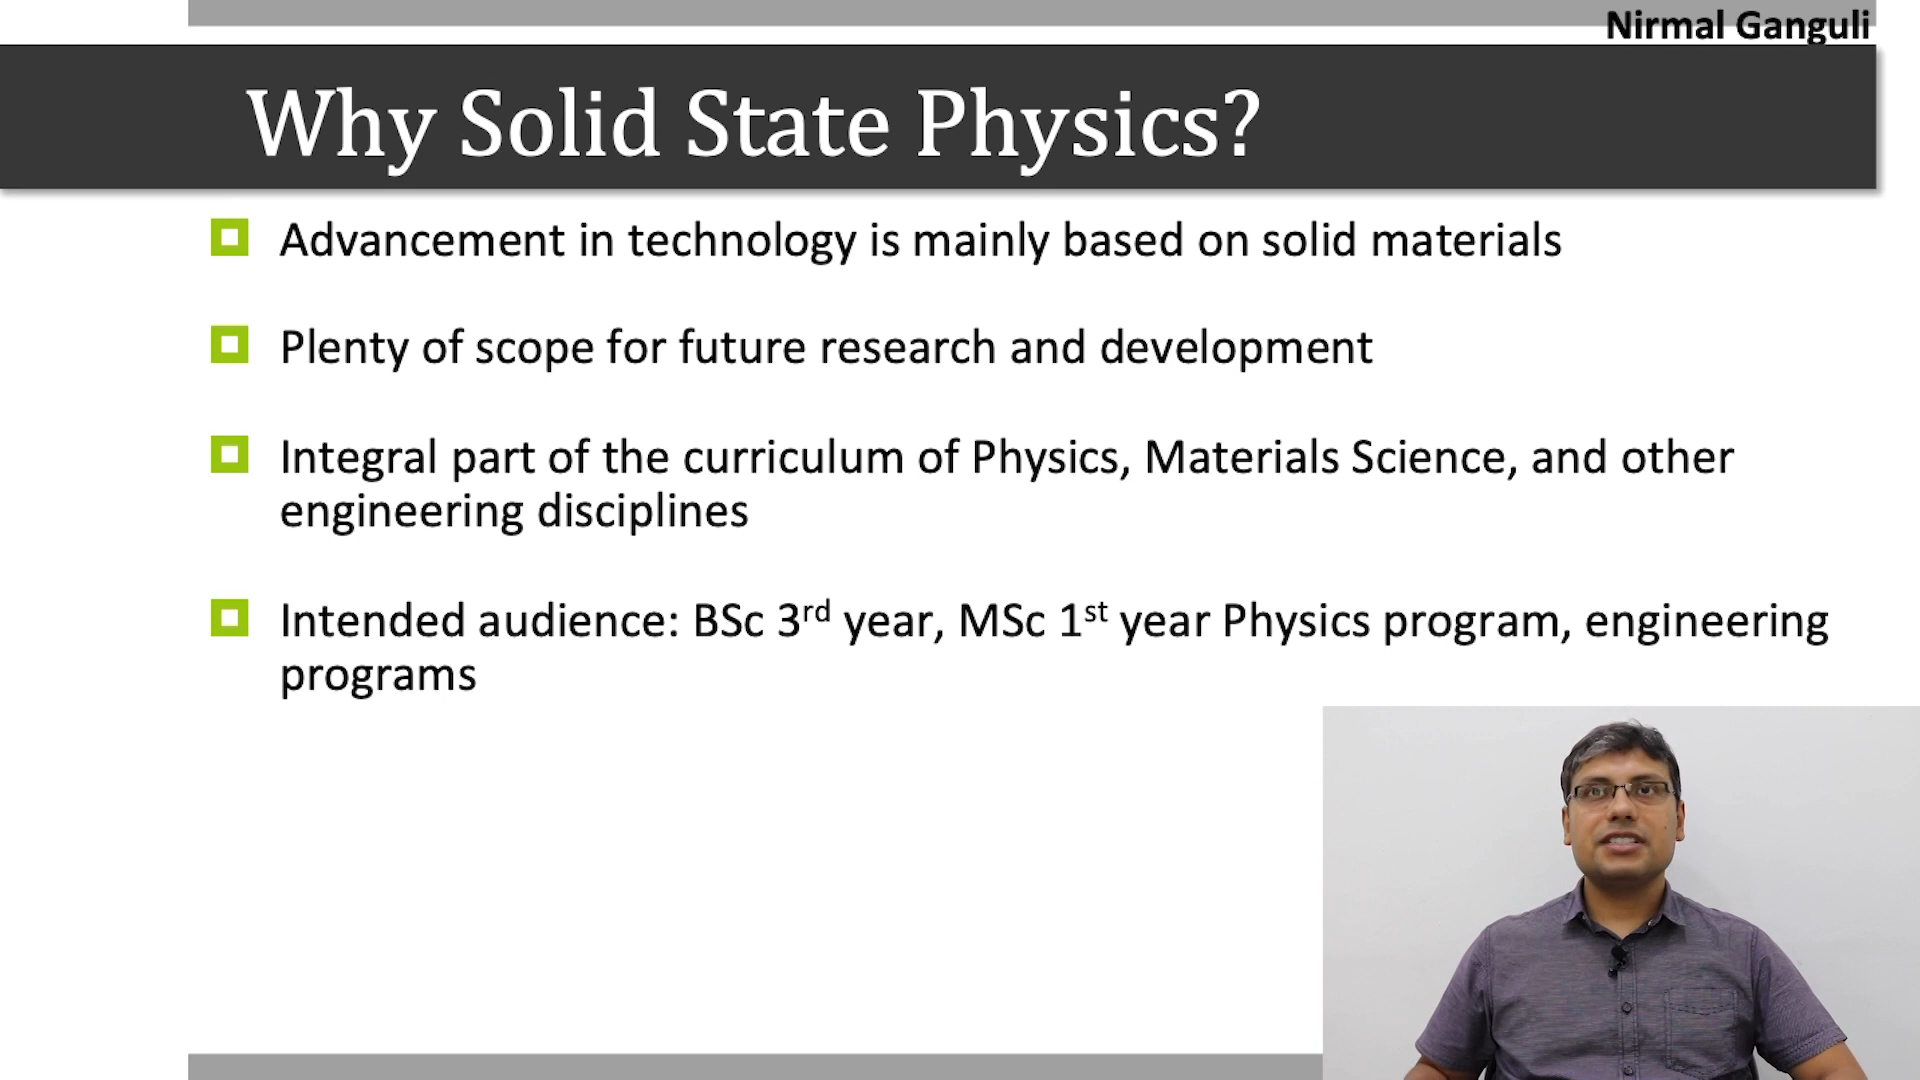 Nirmal Ganguli
Why Solid State Physics?
Advancement in technology is mainly based on solid materials
Plenty of scope for future research and development
Integral part of the curriculum of Physics, Materials Science, and other
engineering disciplines
Intended audience: BSc 3rd year, MSc 1st year Physics program, engineering
programs